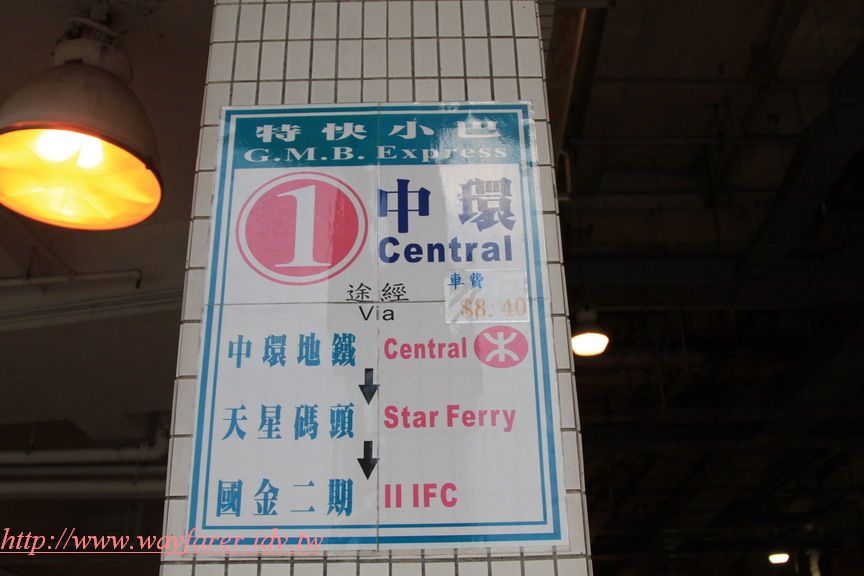 特快小巴
G.M.B. Express
1 中環
Central
車費
$8.40
途經
Via
中環地鐵 Central
天星碼頭 Star Ferry
國金二期 II IFC
http://www.wayfarer.idv.tw